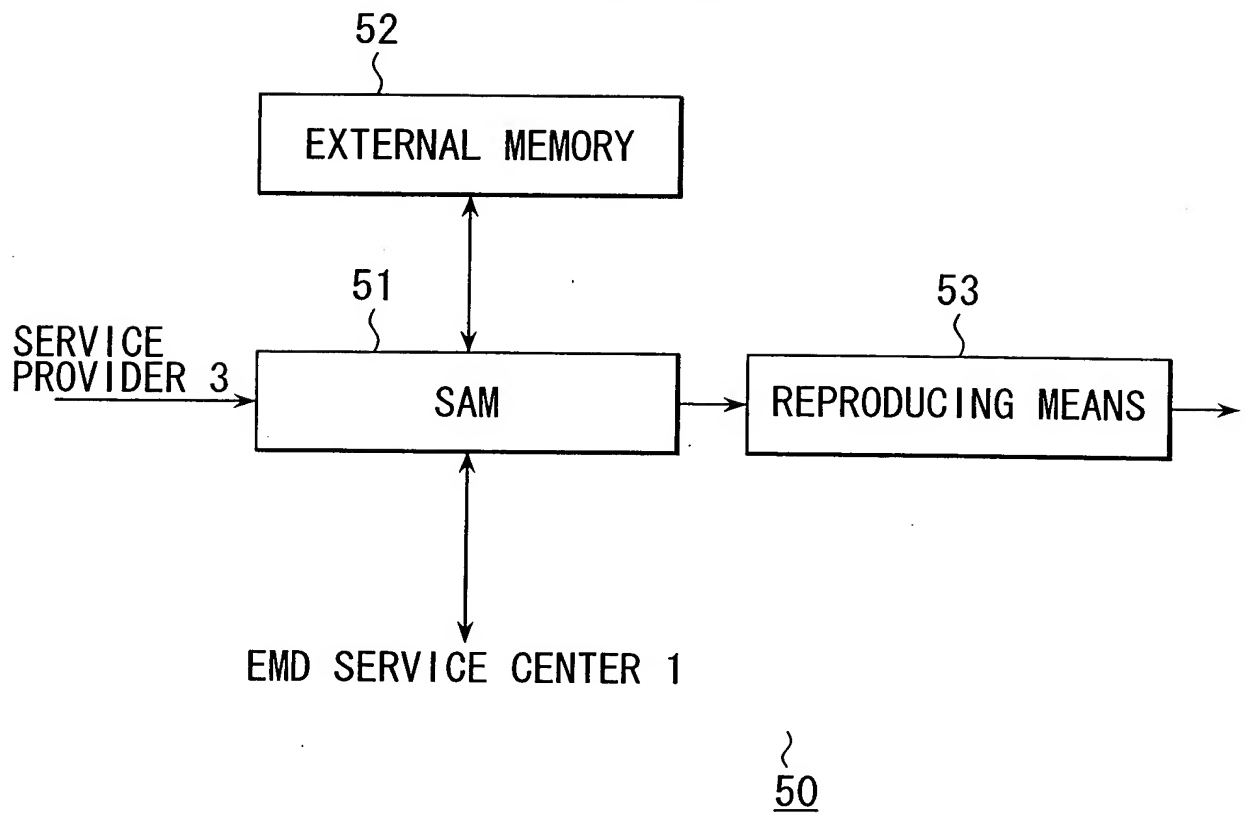 52
EXTERNAL MEMORY
51
53
SERVICE
PROVIDER 3
SAM
REPRODUCING MEANS
EMD SERVICE CENTER 1
50